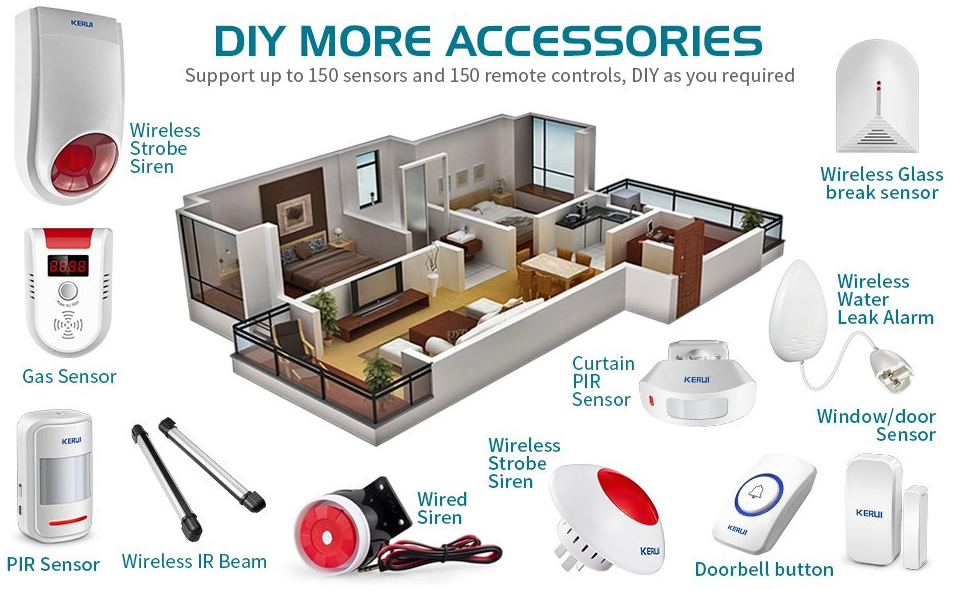 DIY MORE ACCESSORIES
Support up to 150 sensors and 150 remote controls, DIY as you required
KERUI
Wireless
Strobe
Siren
Wireless Glass
break sensor
Gas Sensor
Wireless
Water
Leak Alarm
Curtain
PIR
Sensor
KERUI
Window/door
Sensor
KERUI
PIR Sensor
Wireless IR Beam
Wired
Siren
Wireless
Strobe
Siren
KERUI
KERUI
Doorbell button
KERUI